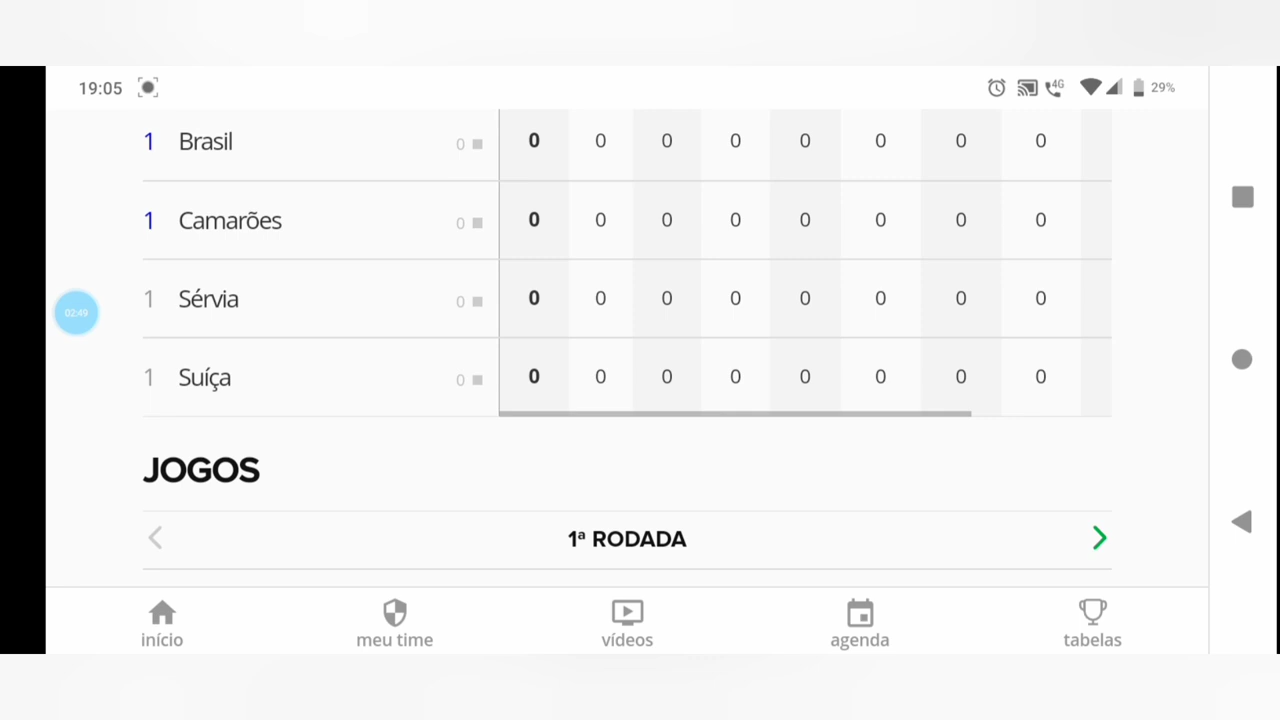 19:05 4G 29%
1 Brasil 0 0 0 0 0 0 0 0 0
1 Camarões 0 0 0 0 0 0 0 0 0
02:49
1 Sérvia 0 0 0 0 0 0 0 0 0
1 Suíça 0 0 0 0 0 0 0 0 0
JOGOS
1ª RODADA
início meu time vídeos agenda tabelas